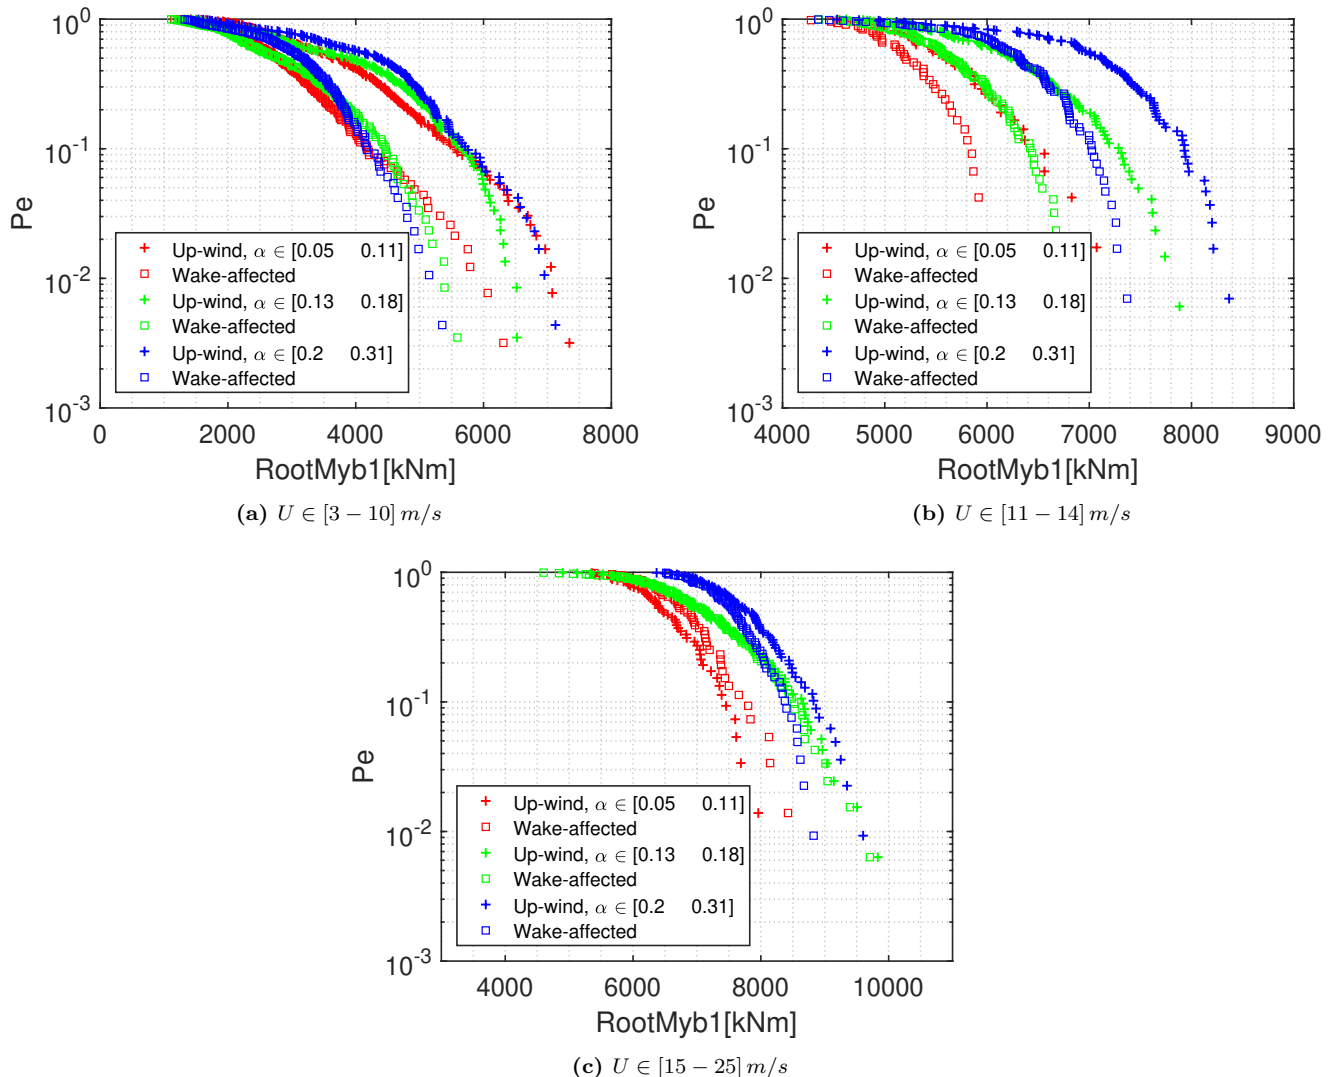 10^0
10^-1
10^-2
10^-3
Pe
Up-wind, α ∈ [0.05 0.11]
Wake-affected
Up-wind, α ∈ [0.13 0.18]
Wake-affected
Up-wind, α ∈ [0.2 0.31]
Wake-affected
0 2000 4000 6000 8000
RootMyb1[kNm]
(a) U ∈ [3 − 10] m/s
10^0
10^-1
10^-2
10^-3
Pe
Up-wind, α ∈ [0.05 0.11]
Wake-affected
Up-wind, α ∈ [0.13 0.18]
Wake-affected
Up-wind, α ∈ [0.2 0.31]
Wake-affected
4000 5000 6000 7000 8000 9000
RootMyb1[kNm]
(b) U ∈ [11 − 14] m/s
10^0
10^-1
10^-2
10^-3
Pe
Up-wind, α ∈ [0.05 0.11]
Wake-affected
Up-wind, α ∈ [0.13 0.18]
Wake-affected
Up-wind, α ∈ [0.2 0.31]
Wake-affected
4000 6000 8000 10000
RootMyb1[kNm]
(c) U ∈ [15 − 25] m/s